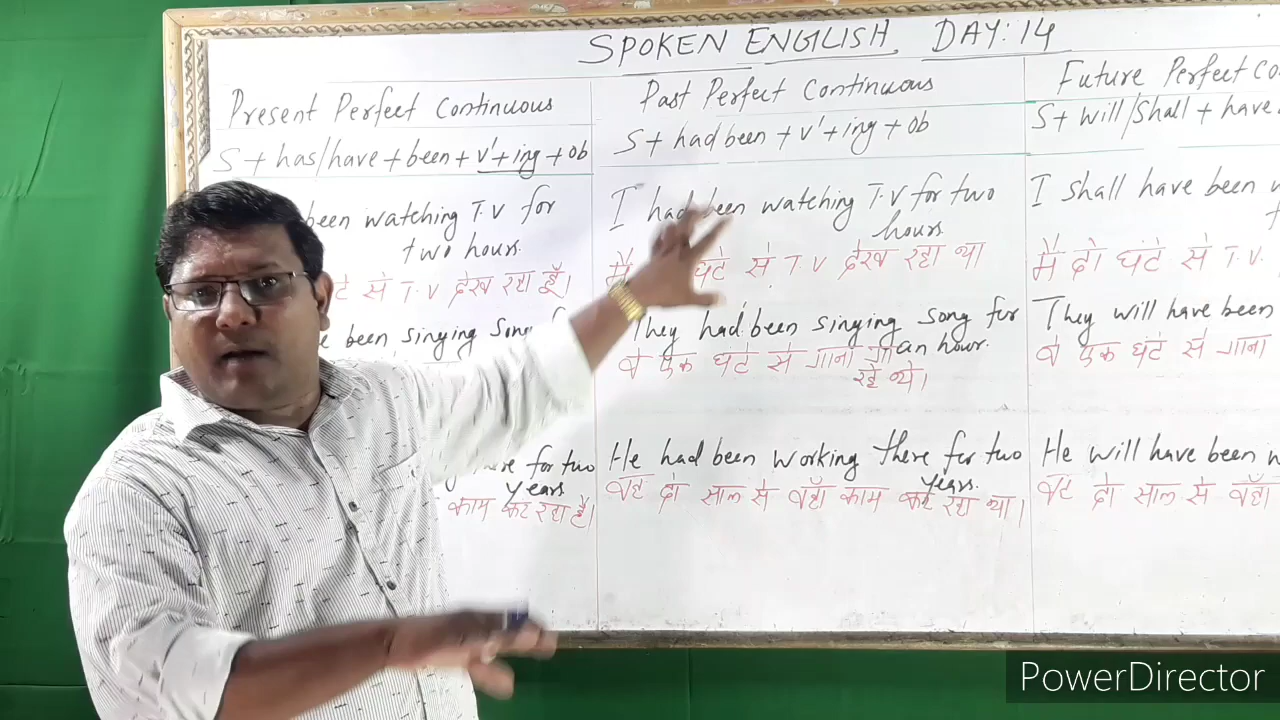 SPOKEN ENGLISH DAY: 14
Present Perfect Continuous
S + has/have + been + v' + ing + ob
been watching T.V for
two hours.
से T.V देख रहा हूँ।
been singing song
for two
years
काम कर रहा है।
Past Perfect Continuous
S + had been + v' + ing + ob
I had been watching T.V for two
hours
मैं घंटे से T.V देख रहा था
They had been singing song for
an hour.
वे एक घंटे से गाना गा
रहे थे।
He had been working there for two
years.
वह दो साल से वहाँ काम कर रहा था।
Future Perfect
S + will/shall + have
I shall have been
मैं दो घंटे से T.V.
They will have been
वे एक घंटे से गाना
He will have been
वह दो साल से वहाँ
PowerDirector